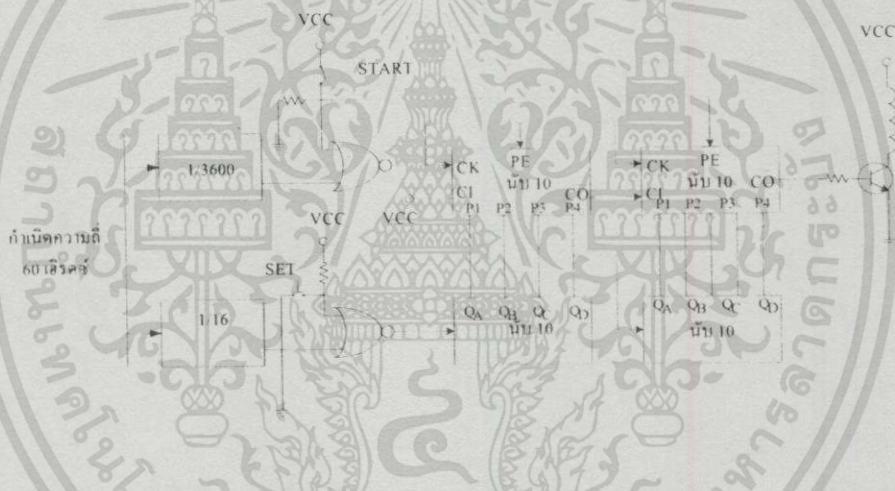 VCC
VCC
START
CK
PE
นับ 10
CI
CO
P1 P2 P3 P4
CK
PE
นับ 10
CI
CO
P1 P2 P3 P4
1/3600
กำเนิดความถี่
60 เฮิรตซ์
VCC
VCC
SET
1/16
QA QB QC QD
นับ 10
QA QB QC QD
นับ 10